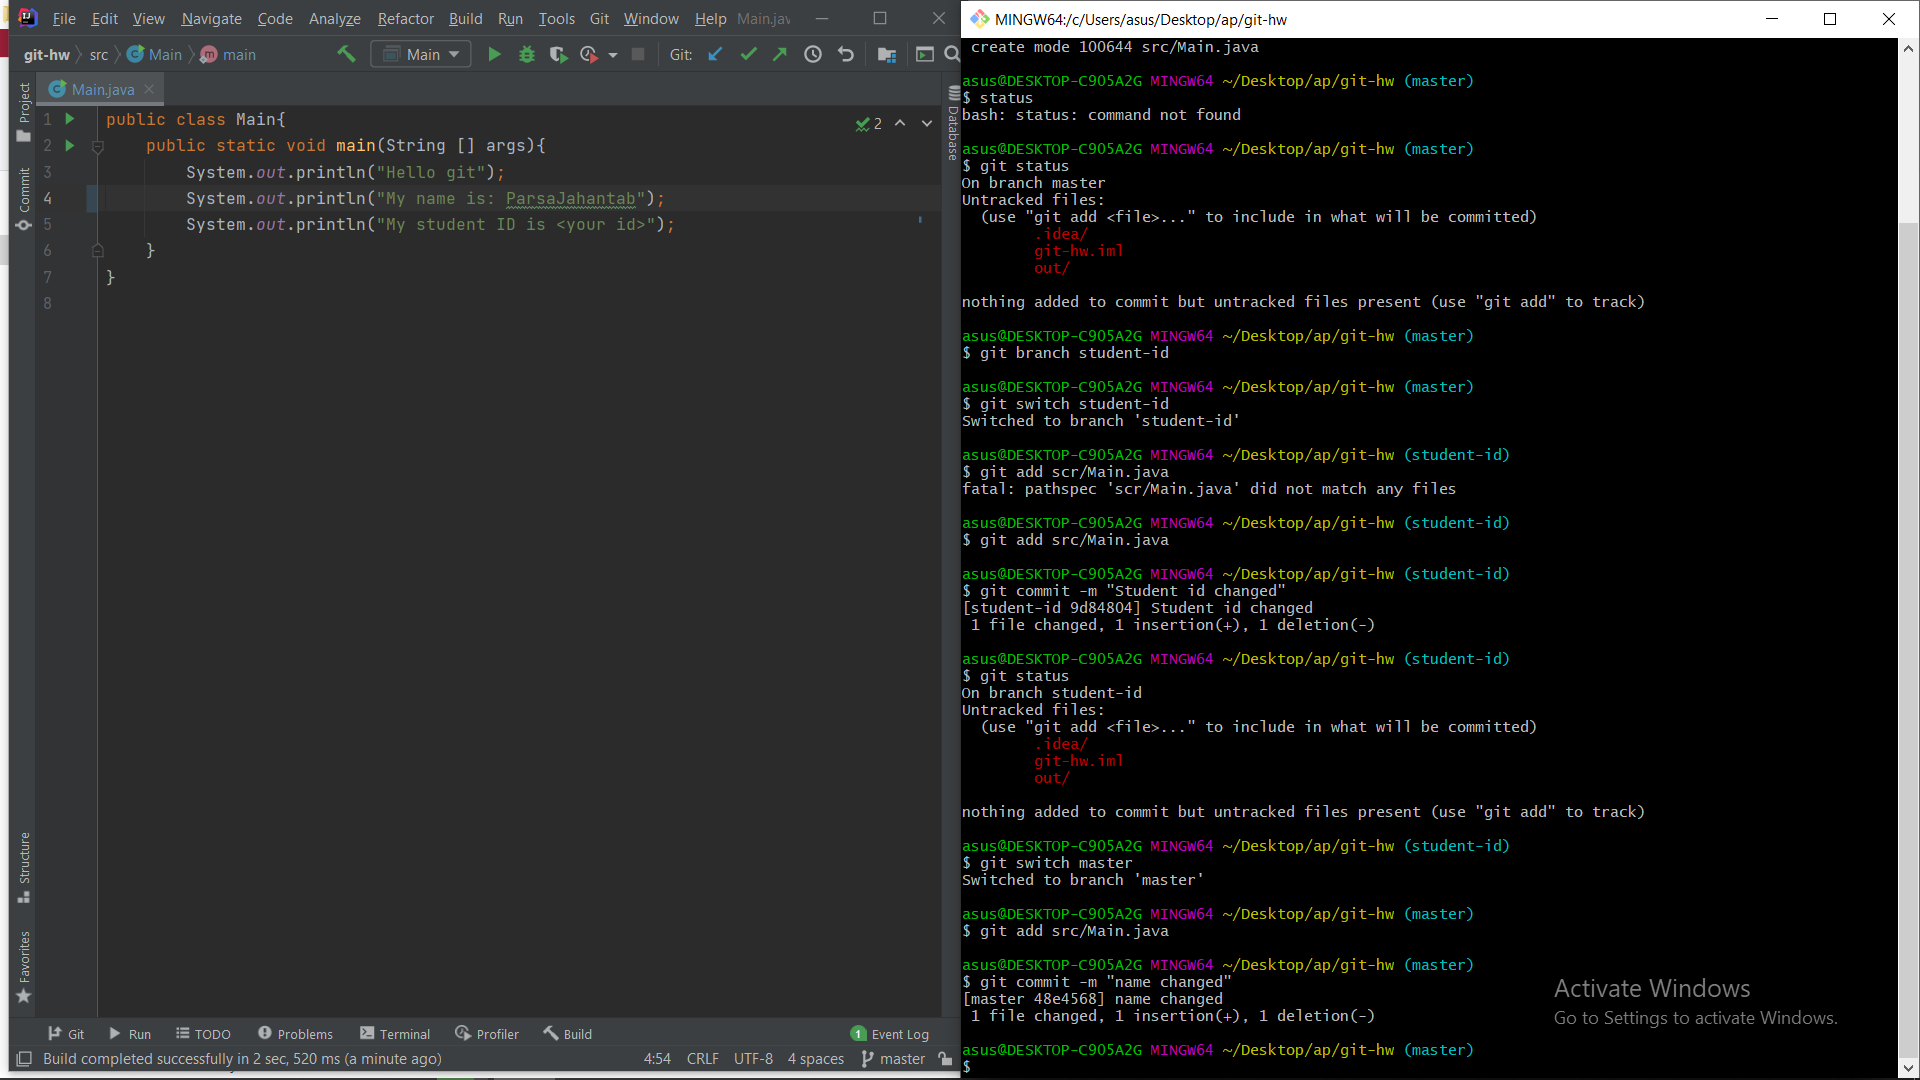 File Edit View Navigate Code Analyze Refactor Build Run Tools Git Window Help Main.jav
git-hw src Main main
Main Git:
Project
Commit
Structure
Favorites
Database
Main.java
2
1 public class Main{
2 public static void main(String [] args){
3 System.out.println("Hello git");
4 System.out.println("My name is: ParsaJahantab");
5 System.out.println("My student ID is <your id>");
6 }
7 }
8
Git Run TODO Problems Terminal Profiler Build 1 Event Log
Build completed successfully in 2 sec, 520 ms (a minute ago) 4:54 CRLF UTF-8 4 spaces master
MINGW64:/c/Users/asus/Desktop/ap/git-hw
create mode 100644 src/Main.java
asus@DESKTOP-C905A2G MINGW64 ~/Desktop/ap/git-hw (master)
$ status
bash: status: command not found
asus@DESKTOP-C905A2G MINGW64 ~/Desktop/ap/git-hw (master)
$ git status
On branch master
Untracked files:
(use "git add <file>..." to include in what will be committed)
.idea/
git-hw.iml
out/
nothing added to commit but untracked files present (use "git add" to track)
asus@DESKTOP-C905A2G MINGW64 ~/Desktop/ap/git-hw (master)
$ git branch student-id
asus@DESKTOP-C905A2G MINGW64 ~/Desktop/ap/git-hw (master)
$ git switch student-id
Switched to branch 'student-id'
asus@DESKTOP-C905A2G MINGW64 ~/Desktop/ap/git-hw (student-id)
$ git add scr/Main.java
fatal: pathspec 'scr/Main.java' did not match any files
asus@DESKTOP-C905A2G MINGW64 ~/Desktop/ap/git-hw (student-id)
$ git add src/Main.java
asus@DESKTOP-C905A2G MINGW64 ~/Desktop/ap/git-hw (student-id)
$ git commit -m "Student id changed"
[student-id 9d84804] Student id changed
1 file changed, 1 insertion(+), 1 deletion(-)
asus@DESKTOP-C905A2G MINGW64 ~/Desktop/ap/git-hw (student-id)
$ git status
On branch student-id
Untracked files:
(use "git add <file>..." to include in what will be committed)
.idea/
git-hw.iml
out/
nothing added to commit but untracked files present (use "git add" to track)
asus@DESKTOP-C905A2G MINGW64 ~/Desktop/ap/git-hw (student-id)
$ git switch master
Switched to branch 'master'
asus@DESKTOP-C905A2G MINGW64 ~/Desktop/ap/git-hw (master)
$ git add src/Main.java
asus@DESKTOP-C905A2G MINGW64 ~/Desktop/ap/git-hw (master)
$ git commit -m "name changed"
[master 48e4568] name changed
1 file changed, 1 insertion(+), 1 deletion(-)
asus@DESKTOP-C905A2G MINGW64 ~/Desktop/ap/git-hw (master)
$
Activate Windows
Go to Settings to activate Windows.